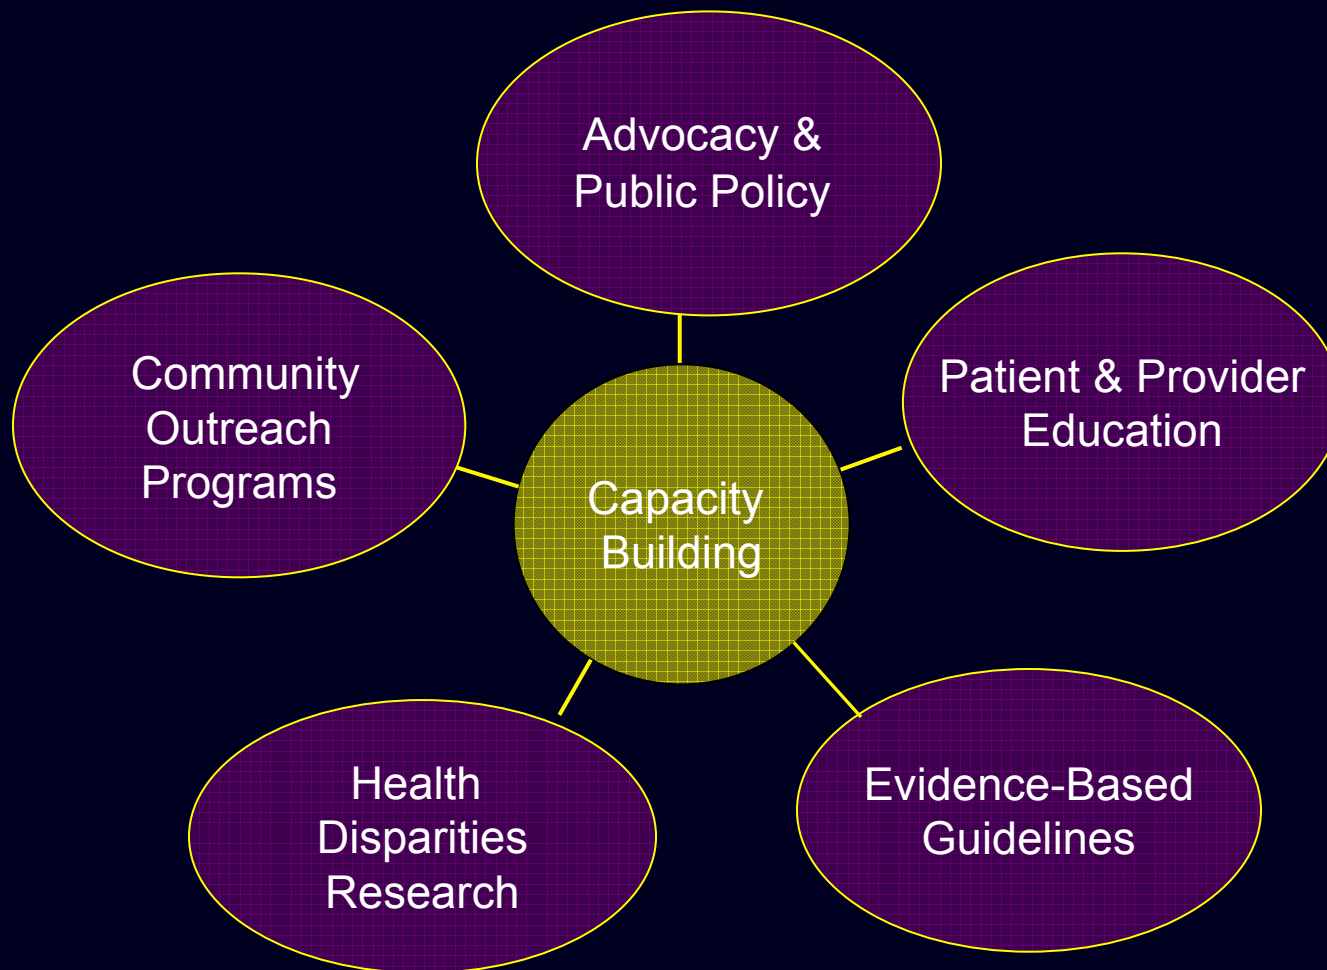 Advocacy &
Public Policy
Community
Outreach
Programs
Patient & Provider
Education
Capacity
Building
Health
Disparities
Research
Evidence-Based
Guidelines